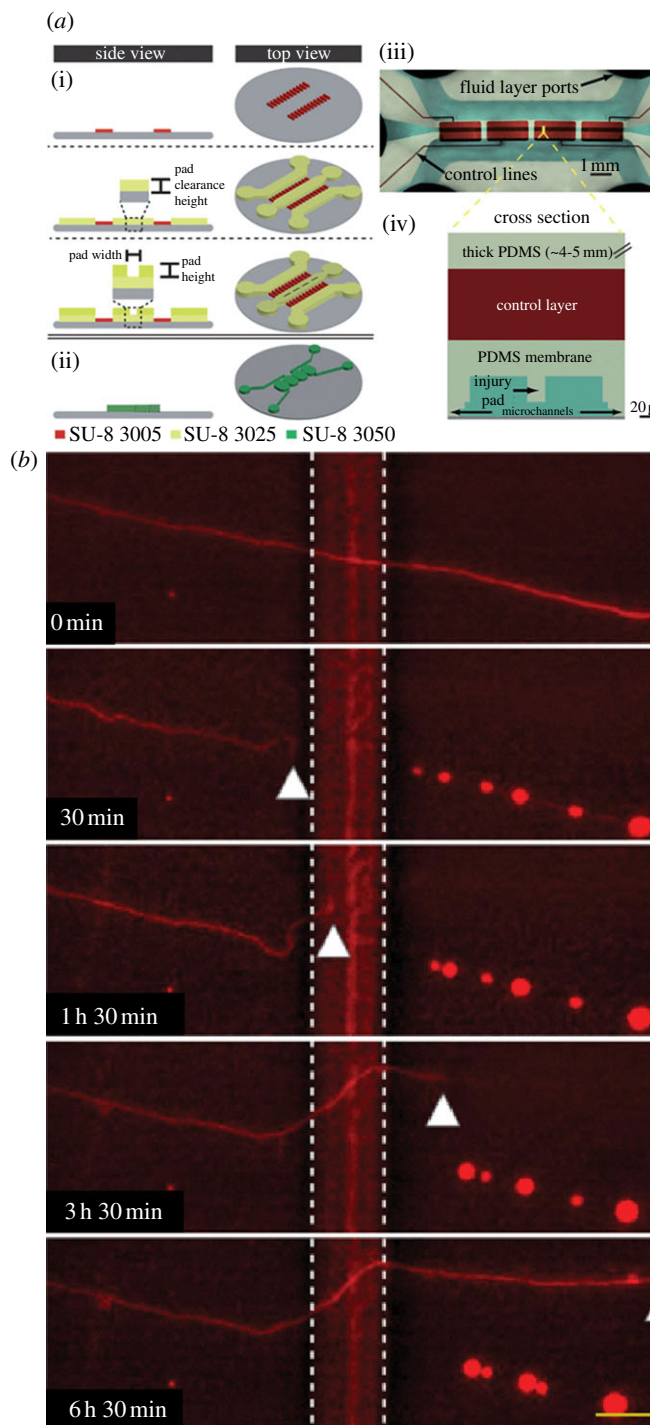 (a)
side view
top view
(i)
pad
clearance
height
pad width
pad
height
(ii)
SU-8 3005 SU-8 3025 SU-8 3050
(iii)
fluid layer ports
control lines
1 mm
(iv)
cross section
thick PDMS (~4-5 mm)
control layer
PDMS membrane
injury
pad
microchannels
(b)
0 min
30 min
1 h 30 min
3 h 30 min
6 h 30 min